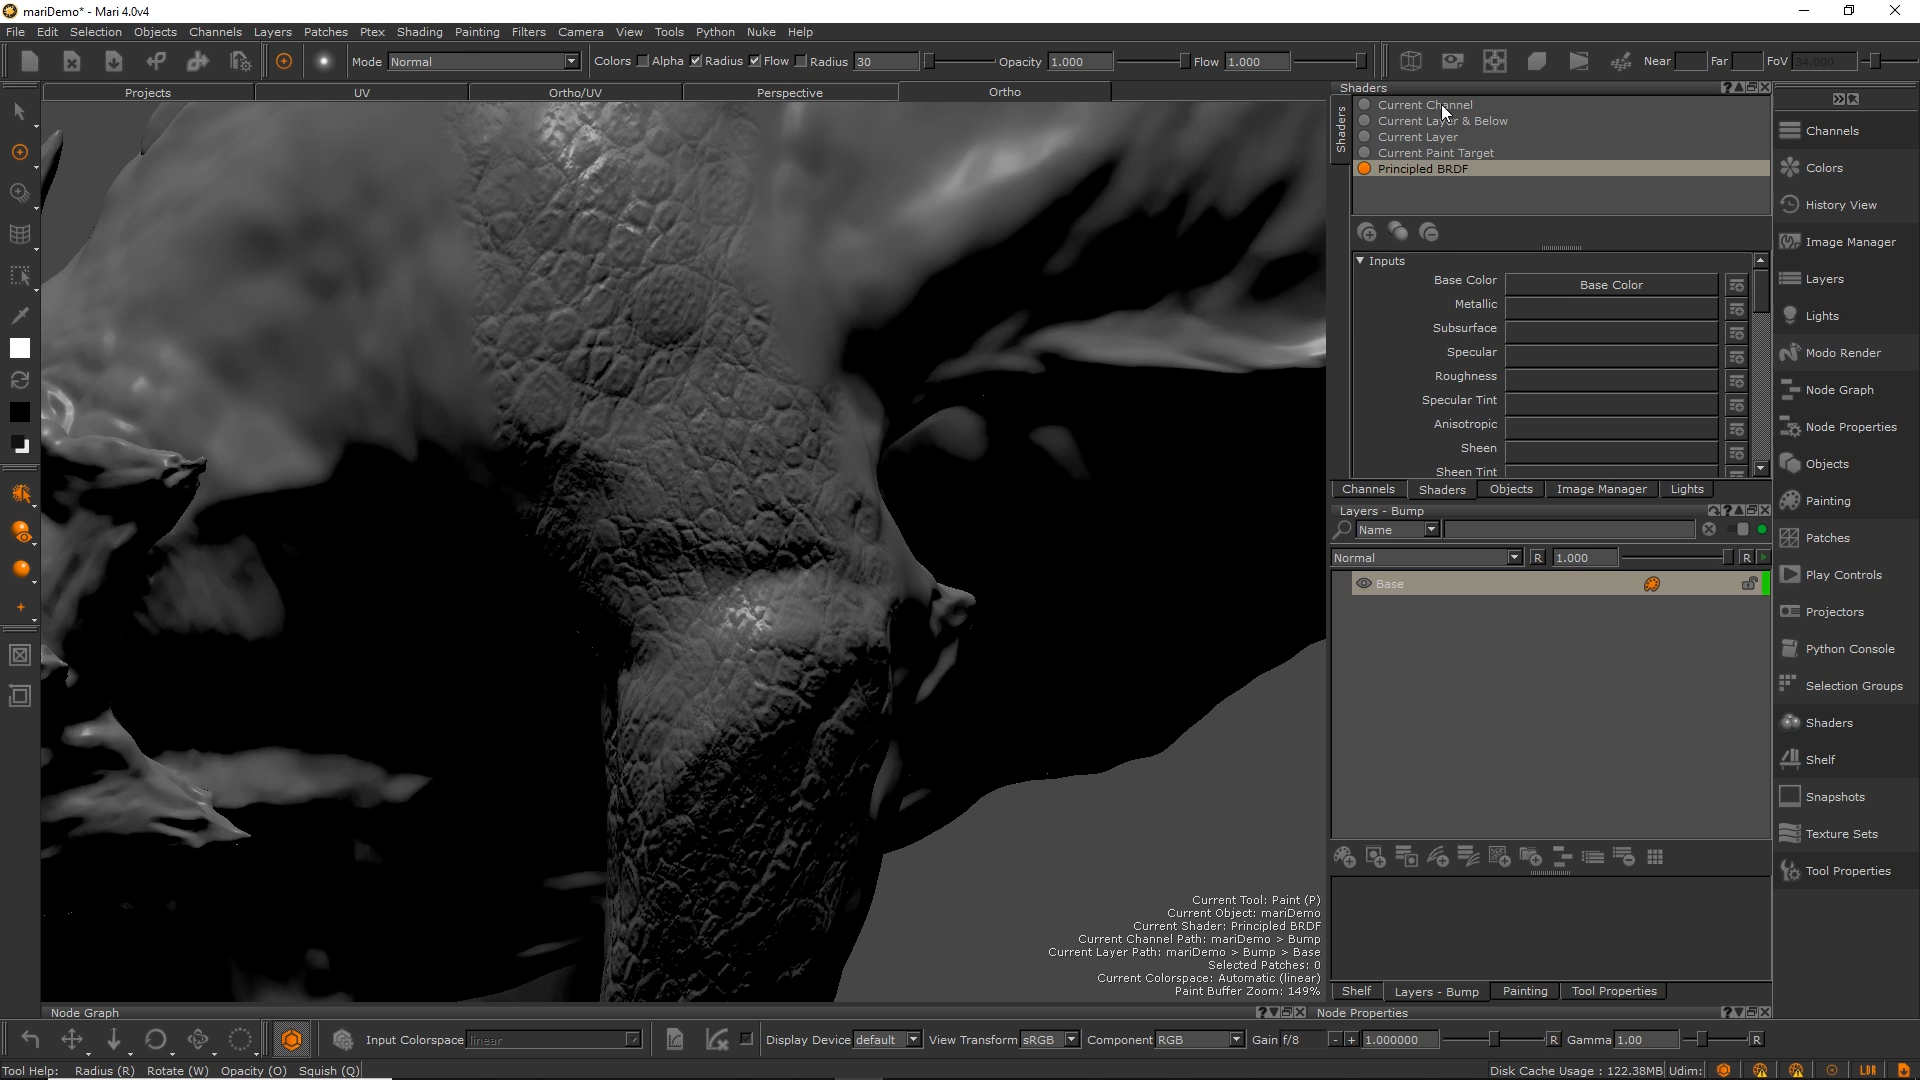 mariDemo* - Mari 4.0v4
File Edit Selection Objects Channels Layers Patches Ptex Shading Painting Filters Camera View Tools Python Nuke Help
Mode Normal Colors Alpha Radius Flow Radius 30 Opacity 1.000 Flow 1.000 Near Far FoV 34.000
Projects UV Ortho/UV Perspective Ortho
Shaders
Shaders
Current Channel
Current Layer & Below
Current Layer
Current Paint Target
Principled BRDF
Inputs
Base Color Base Color
Metallic
Subsurface
Specular
Roughness
Specular Tint
Anisotropic
Sheen
Sheen Tint
Channels Shaders Objects Image Manager Lights
Layers - Bump
Name
Normal R 1.000 R
Base
Shelf Layers - Bump Painting Tool Properties
Channels
Colors
History View
Image Manager
Layers
Lights
Modo Render
Node Graph
Node Properties
Objects
Painting
Patches
Play Controls
Projectors
Python Console
Selection Groups
Shaders
Shelf
Snapshots
Texture Sets
Tool Properties
Current Tool: Paint (P)
Current Object: mariDemo
Current Shader: Principled BRDF
Current Channel Path: mariDemo > Bump
Current Layer Path: mariDemo > Bump > Base
Selected Patches: 0
Current Colorspace: Automatic (linear)
Paint Buffer Zoom: 149%
Node Graph Node Properties
Input Colorspace linear Display Device default View Transform sRGB Component RGB Gain f/8 - + 1.000000 R Gamma 1.00 R
Tool Help: Radius (R) Rotate (W) Opacity (O) Squish (Q) Disk Cache Usage : 122.38MB Udim: LDR